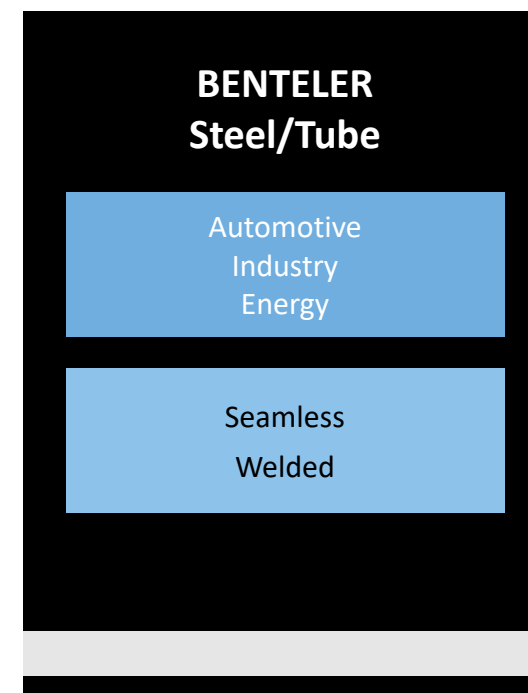 BENTELER
Steel/Tube
Automotive
Industry
Energy
Seamless
Welded